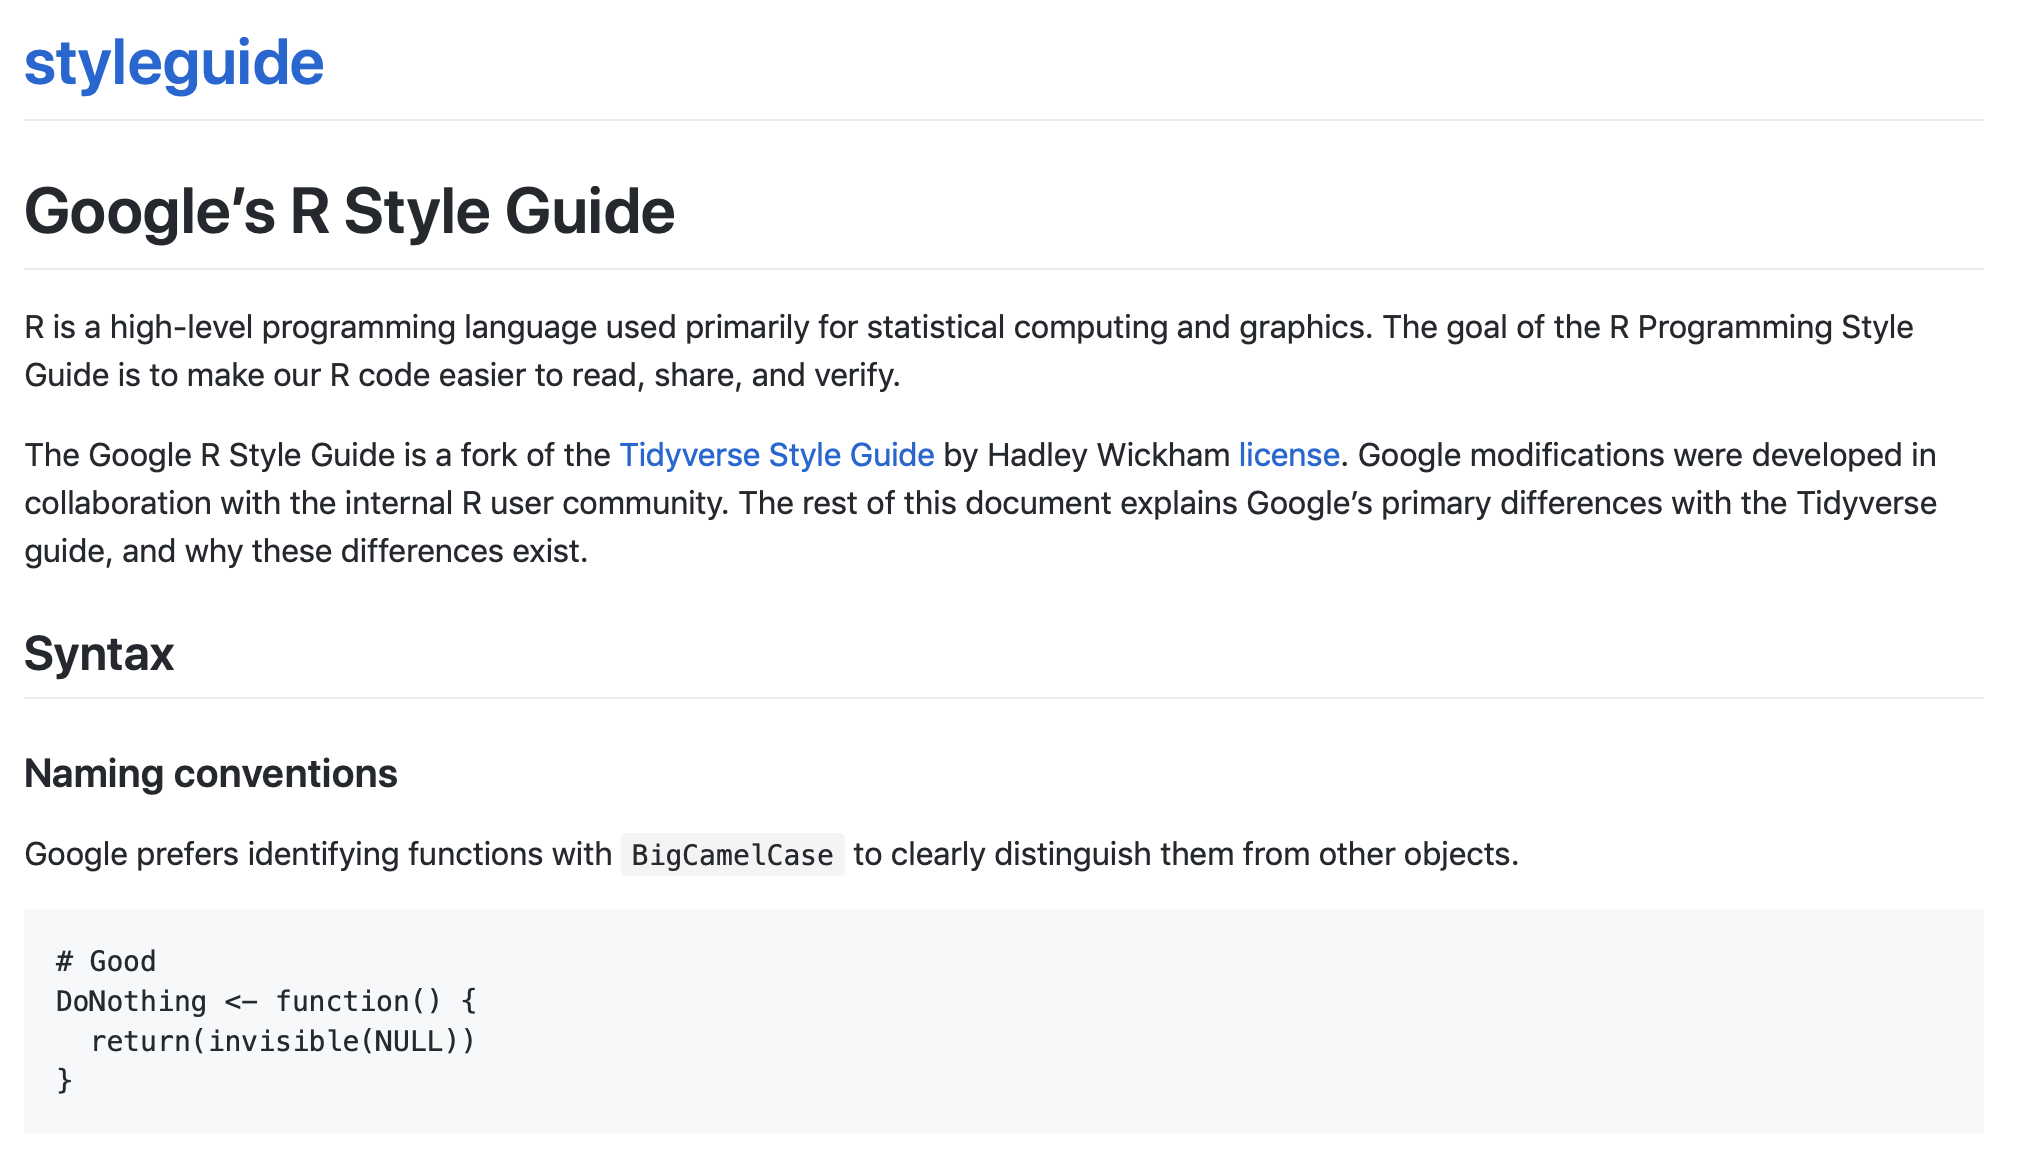 styleguide
Google’s R Style Guide
R is a high-level programming language used primarily for statistical computing and graphics. The goal of the R Programming Style
Guide is to make our R code easier to read, share, and verify.
The Google R Style Guide is a fork of the Tidyverse Style Guide by Hadley Wickham license. Google modifications were developed in
collaboration with the internal R user community. The rest of this document explains Google’s primary differences with the Tidyverse
guide, and why these differences exist.
Syntax
Naming conventions
Google prefers identifying functions with BigCamelCase to clearly distinguish them from other objects.
# Good
DoNothing <- function() {
  return(invisible(NULL))
}